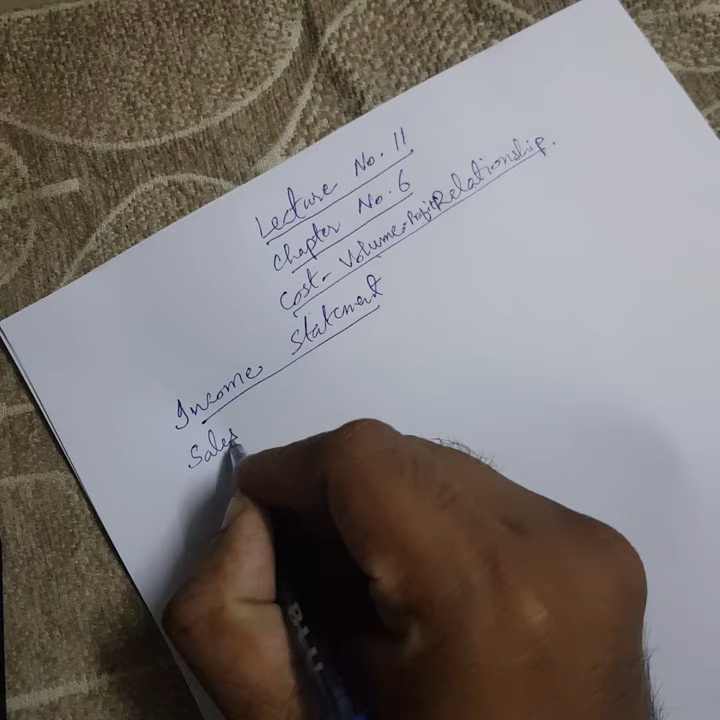 Lecture No. 11
Chapter No. 6
Cost-Volume-Profit Relationship.
Income Statement
Sales